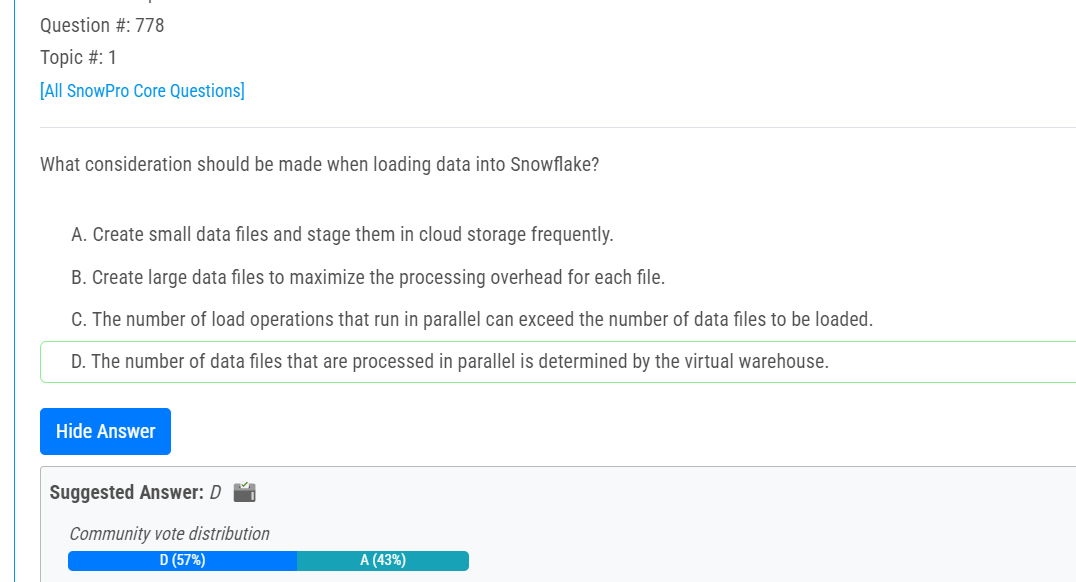 Question #: 778
Topic #: 1
[All SnowPro Core Questions]
What consideration should be made when loading data into Snowflake?
A. Create small data files and stage them in cloud storage frequently.
B. Create large data files to maximize the processing overhead for each file.
C. The number of load operations that run in parallel can exceed the number of data files to be loaded.
D. The number of data files that are processed in parallel is determined by the virtual warehouse.
Hide Answer
Suggested Answer: D
Community vote distribution
D (57%) A (43%)